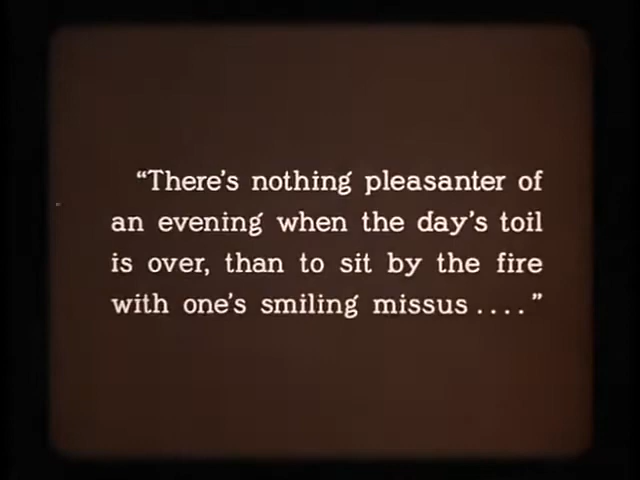 “There’s nothing pleasanter of
an evening when the day’s toil
is over, than to sit by the fire
with one’s smiling missus ....”